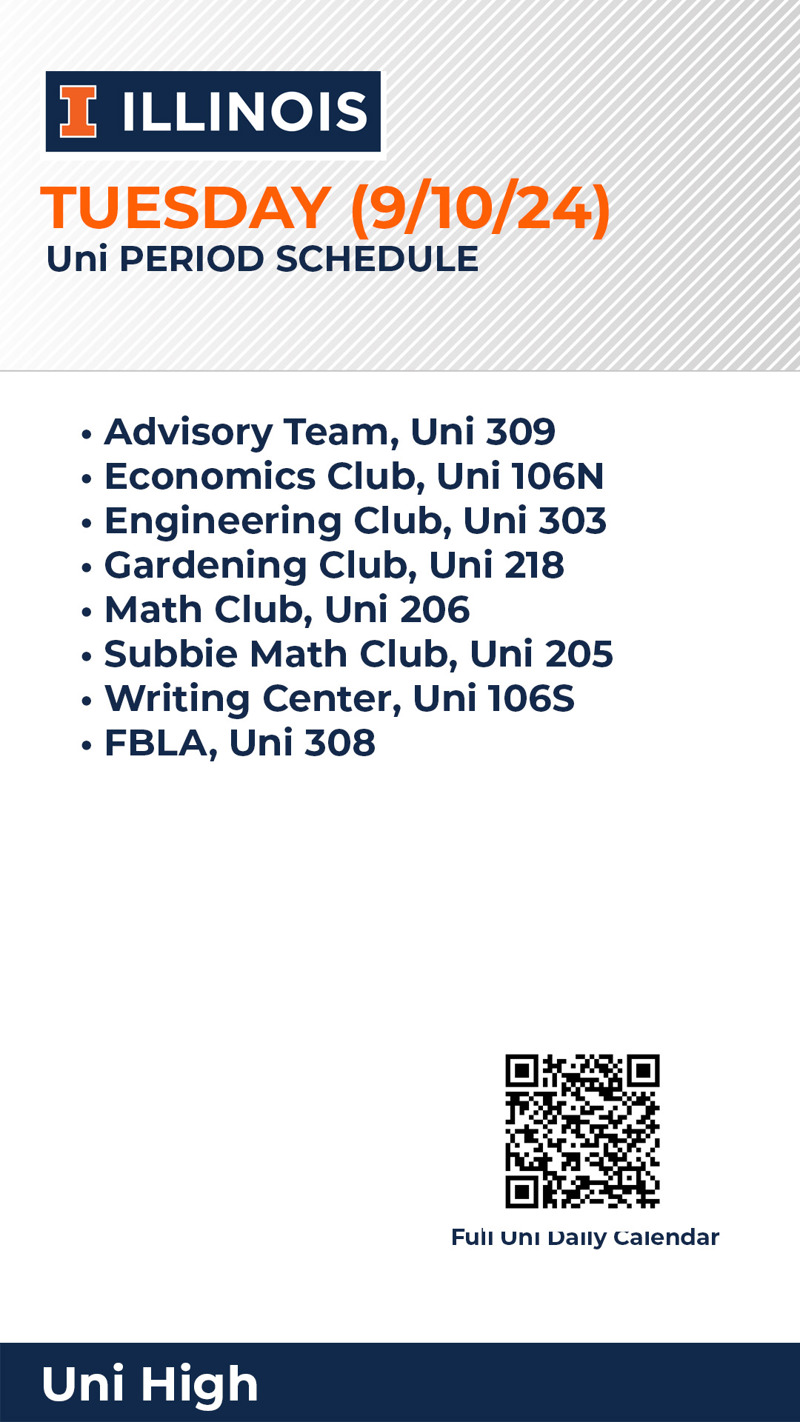 I ILLINOIS
TUESDAY (9/10/24)
Uni PERIOD SCHEDULE
• Advisory Team, Uni 309
• Economics Club, Uni 106N
• Engineering Club, Uni 303
• Gardening Club, Uni 218
• Math Club, Uni 206
• Subbie Math Club, Uni 205
• Writing Center, Uni 106S
• FBLA, Uni 308
Full Uni Daily Calendar
Uni High